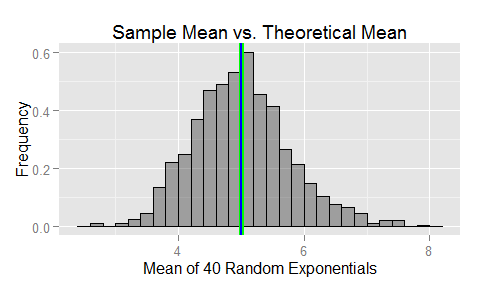 Sample Mean vs. Theoretical Mean
0.6
0.4
0.2
0.0
Frequency
4 6 8
Mean of 40 Random Exponentials